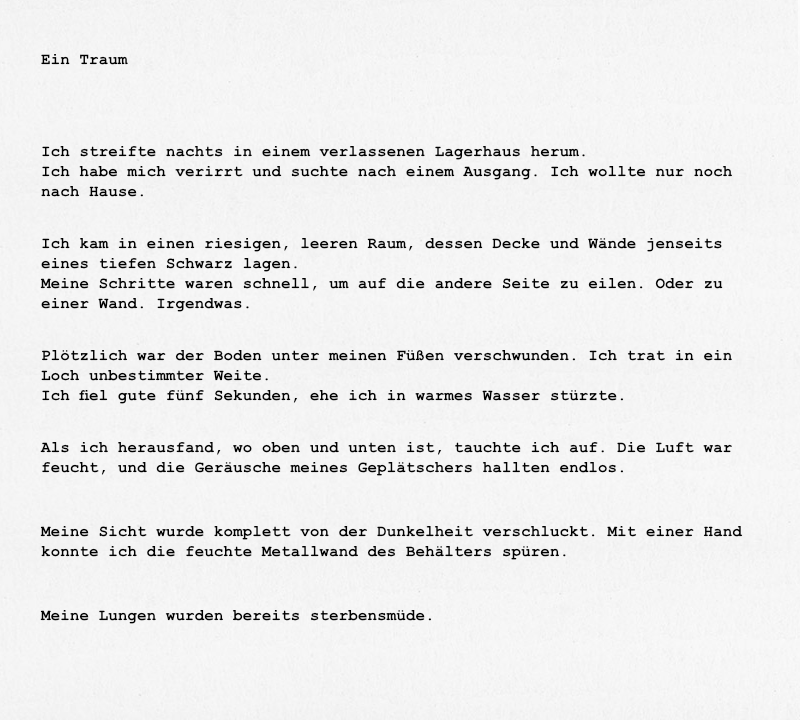 Ein Traum
Ich streifte nachts in einem verlassenen Lagerhaus herum.
Ich habe mich verirrt und suchte nach einem Ausgang. Ich wollte nur noch
nach Hause.
Ich kam in einen riesigen, leeren Raum, dessen Decke und Wände jenseits
eines tiefen Schwarz lagen.
Meine Schritte waren schnell, um auf die andere Seite zu eilen. Oder zu
einer Wand. Irgendwas.
Plötzlich war der Boden unter meinen Füßen verschwunden. Ich trat in ein
Loch unbestimmter Weite.
Ich fiel gute fünf Sekunden, ehe ich in warmes Wasser stürzte.
Als ich herausfand, wo oben und unten ist, tauchte ich auf. Die Luft war
feucht, und die Geräusche meines Geplätschers hallten endlos.
Meine Sicht wurde komplett von der Dunkelheit verschluckt. Mit einer Hand
konnte ich die feuchte Metallwand des Behälters spüren.
Meine Lungen wurden bereits sterbensmüde.